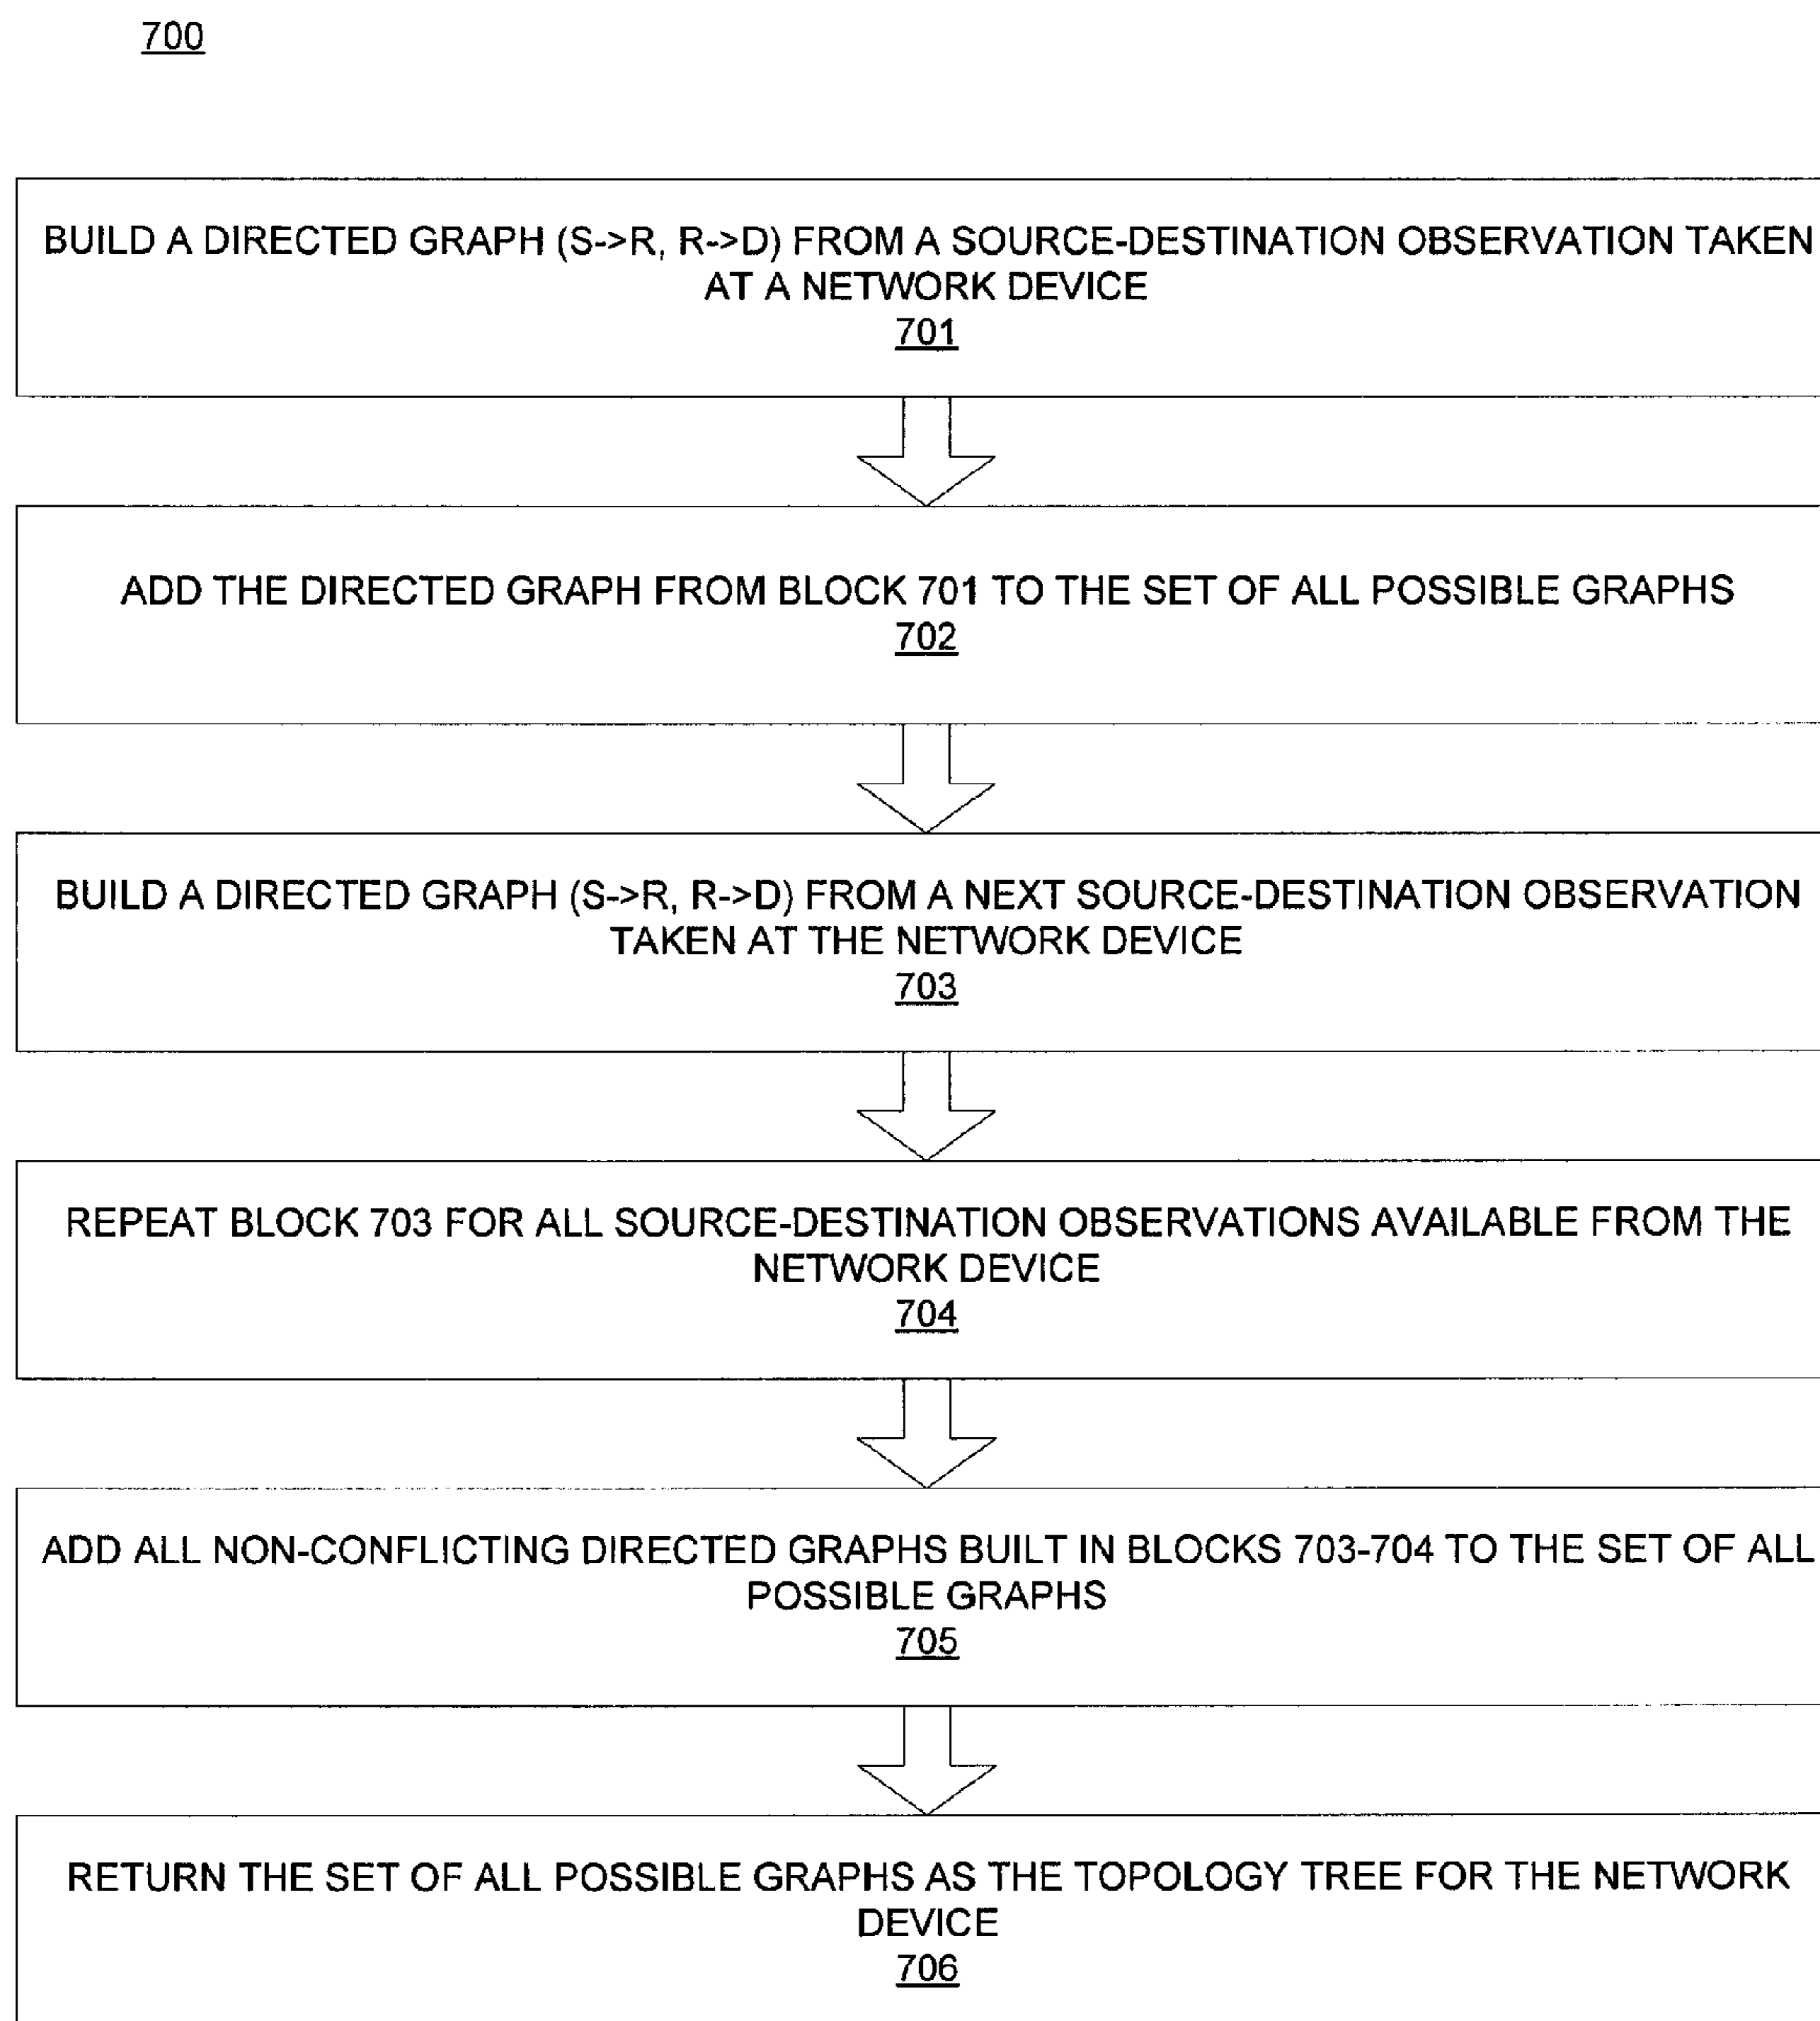 700
BUILD A DIRECTED GRAPH (S->R, R->D) FROM A SOURCE-DESTINATION OBSERVATION TAKEN
AT A NETWORK DEVICE
701
ADD THE DIRECTED GRAPH FROM BLOCK 701 TO THE SET OF ALL POSSIBLE GRAPHS
702
BUILD A DIRECTED GRAPH (S->R, R->D) FROM A NEXT SOURCE-DESTINATION OBSERVATION
TAKEN AT THE NETWORK DEVICE
703
REPEAT BLOCK 703 FOR ALL SOURCE-DESTINATION OBSERVATIONS AVAILABLE FROM THE
NETWORK DEVICE
704
ADD ALL NON-CONFLICTING DIRECTED GRAPHS BUILT IN BLOCKS 703-704 TO THE SET OF ALL
POSSIBLE GRAPHS
705
RETURN THE SET OF ALL POSSIBLE GRAPHS AS THE TOPOLOGY TREE FOR THE NETWORK
DEVICE
706